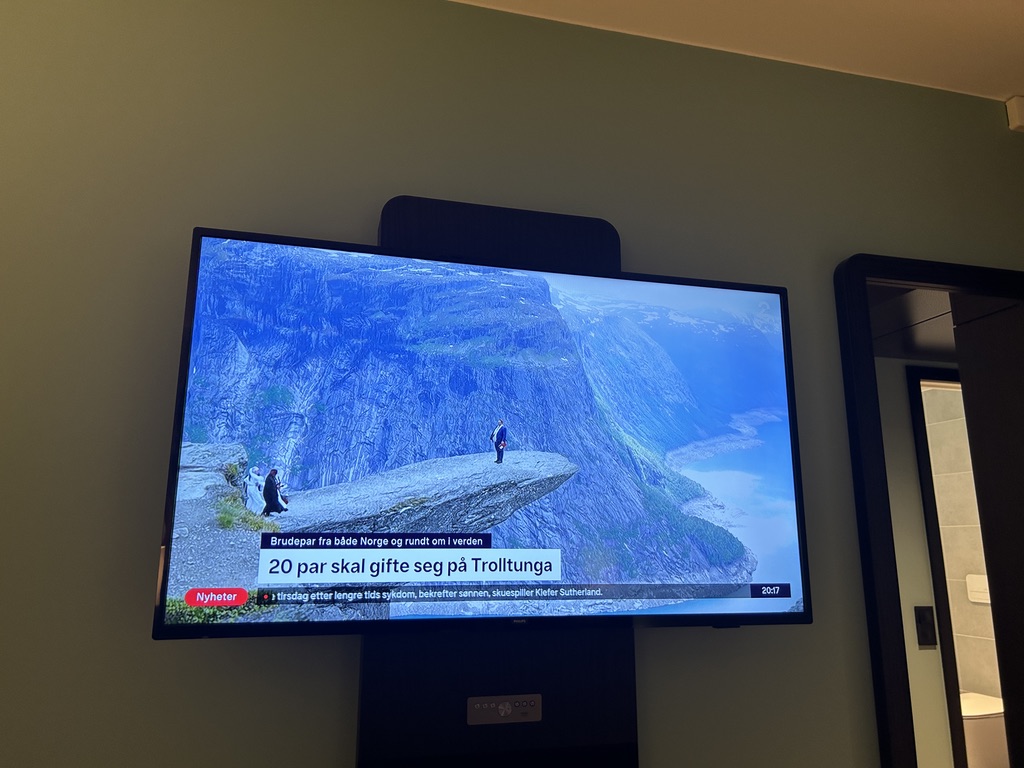 Brudepar fra både Norge og rundt om i verden
20 par skal gifte seg på Trolltunga
Nyheter
tirsdag etter lengre tids sykdom, bekrefter sønnen, skuespiller Kiefer Sutherland.
20:17
PHILIPS